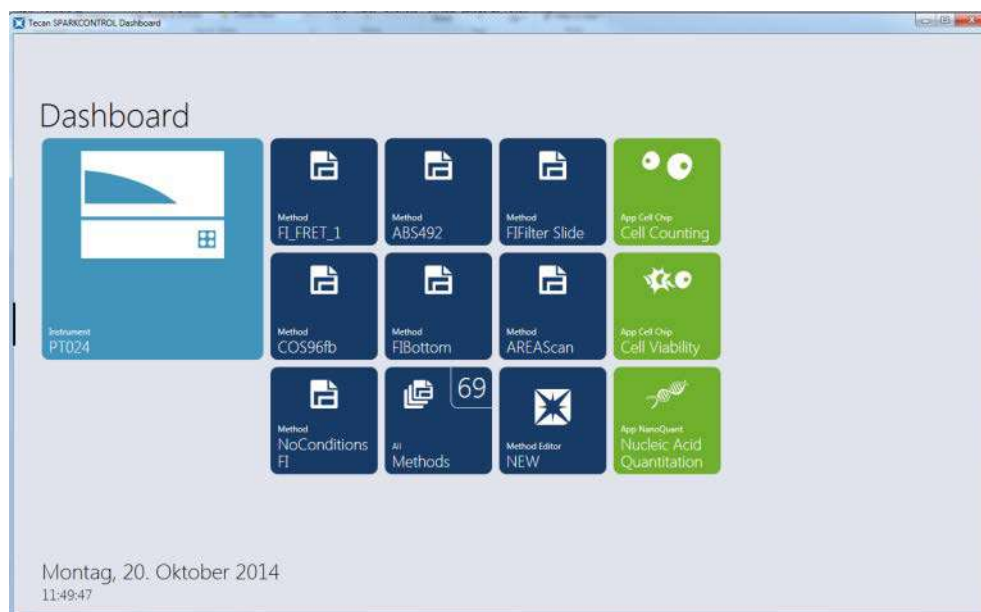 Tecan SPARKCONTROL Dashboard
Dashboard
Instrument
PT024
Method
FI_FRET_1
Method
ABS492
Method
FIFilter Slide
App Cell Chip
Cell Counting
Method
COS96fb
Method
FIBottom
Method
AREAScan
App Cell Chip
Cell Viability
Method
NoConditions
FI
69
All
Methods
Method Editor
NEW
App NanoQuant
Nucleic Acid
Quantitation
Montag, 20. Oktober 2014
11:49:47